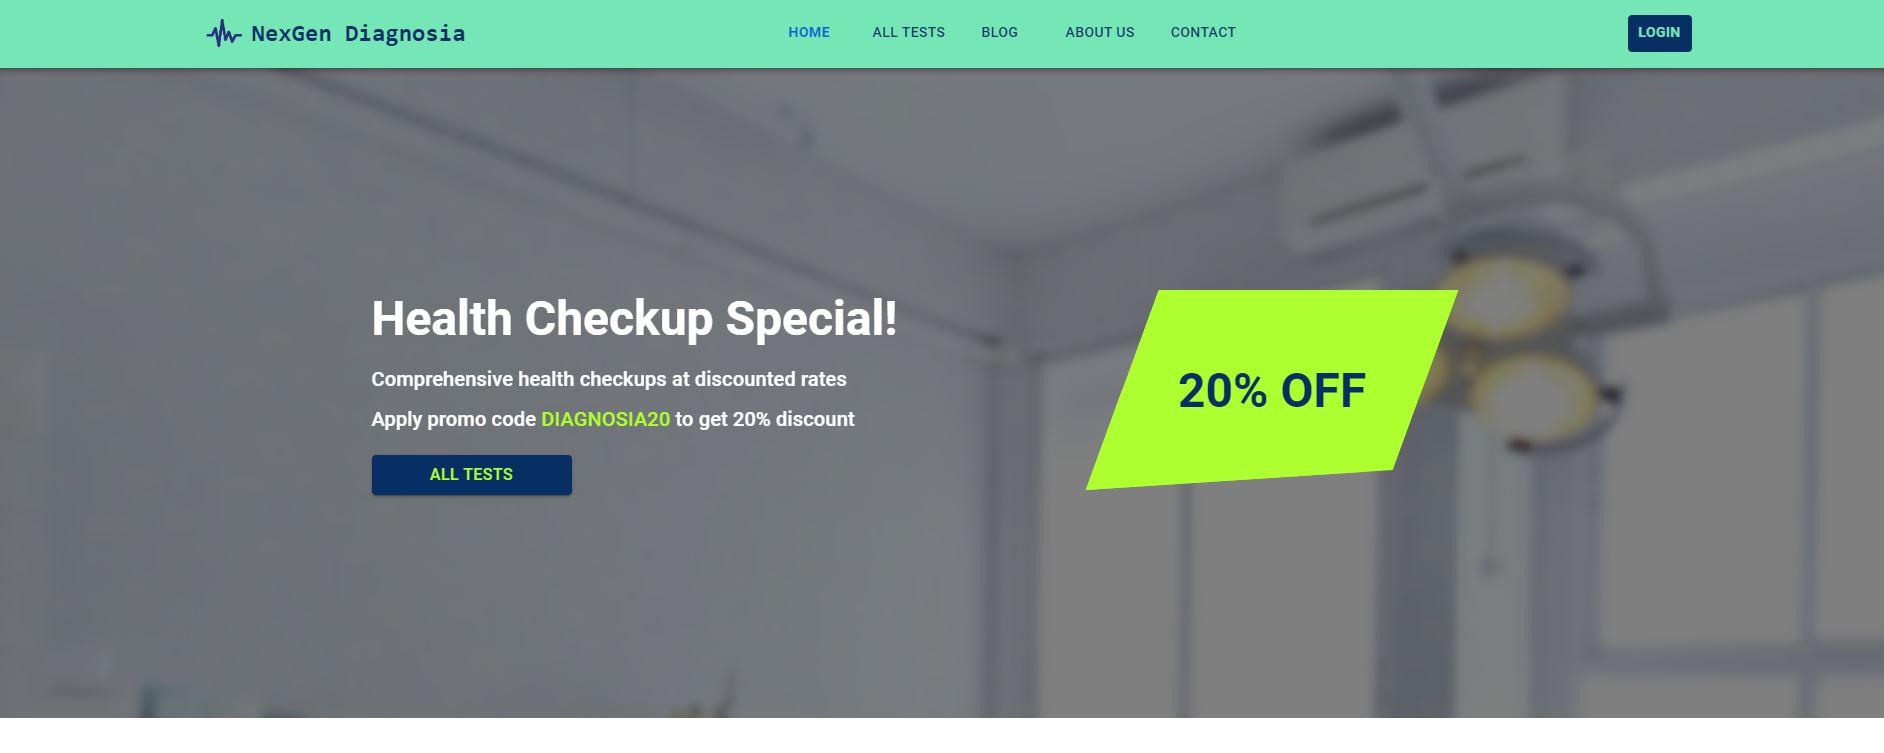 NexGen Diagnosia
HOME ALL TESTS BLOG ABOUT US CONTACT
LOGIN
Health Checkup Special!
Comprehensive health checkups at discounted rates
Apply promo code DIAGNOSIA20 to get 20% discount
ALL TESTS
20% OFF